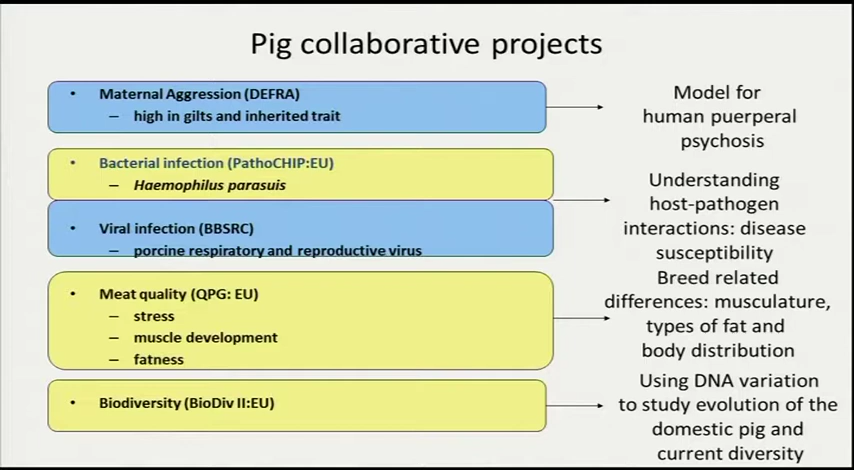 Pig collaborative projects
• Maternal Aggression (DEFRA)
– high in gilts and inherited trait
Model for
human puerperal
psychosis
• Bacterial infection (PathoCHIP:EU)
– Haemophilus parasuis
• Viral infection (BBSRC)
– porcine respiratory and reproductive virus
Understanding
host-pathogen
interactions: disease
susceptibility
• Meat quality (QPG: EU)
– stress
– muscle development
– fatness
Breed related
differences: musculature,
types of fat and
body distribution
• Biodiversity (BioDiv II:EU)
Using DNA variation
to study evolution of the
domestic pig and
current diversity